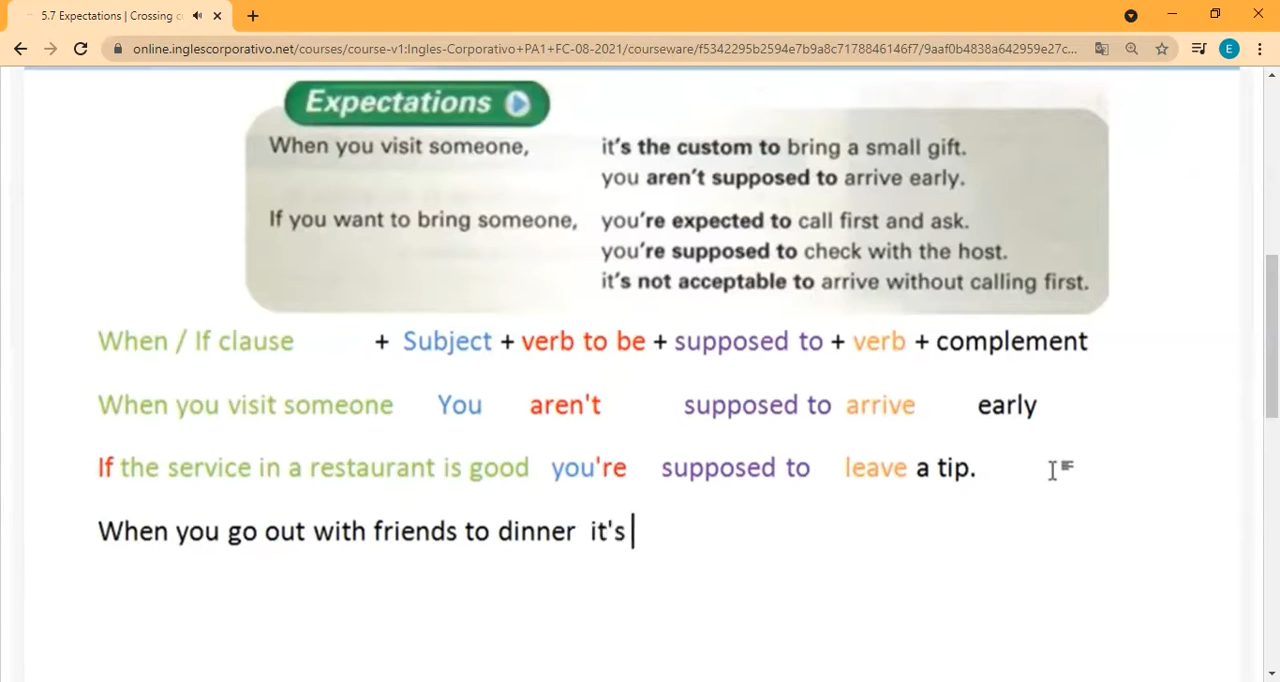 5.7 Expectations | Crossing c
online.inglescorporativo.net/courses/course-v1:Ingles-Corporativo+PA1+FC-08-2021/courseware/f5342295b2594e7b9a8c7178846146f7/9aaf0b4838a642959e27c...
E
Expectations
When you visit someone, it's the custom to bring a small gift.
you aren't supposed to arrive early.
If you want to bring someone, you're expected to call first and ask.
you're supposed to check with the host.
it's not acceptable to arrive without calling first.
When / If clause + Subject + verb to be + supposed to + verb + complement
When you visit someone You aren't supposed to arrive early
If the service in a restaurant is good you're supposed to leave a tip.
When you go out with friends to dinner it's